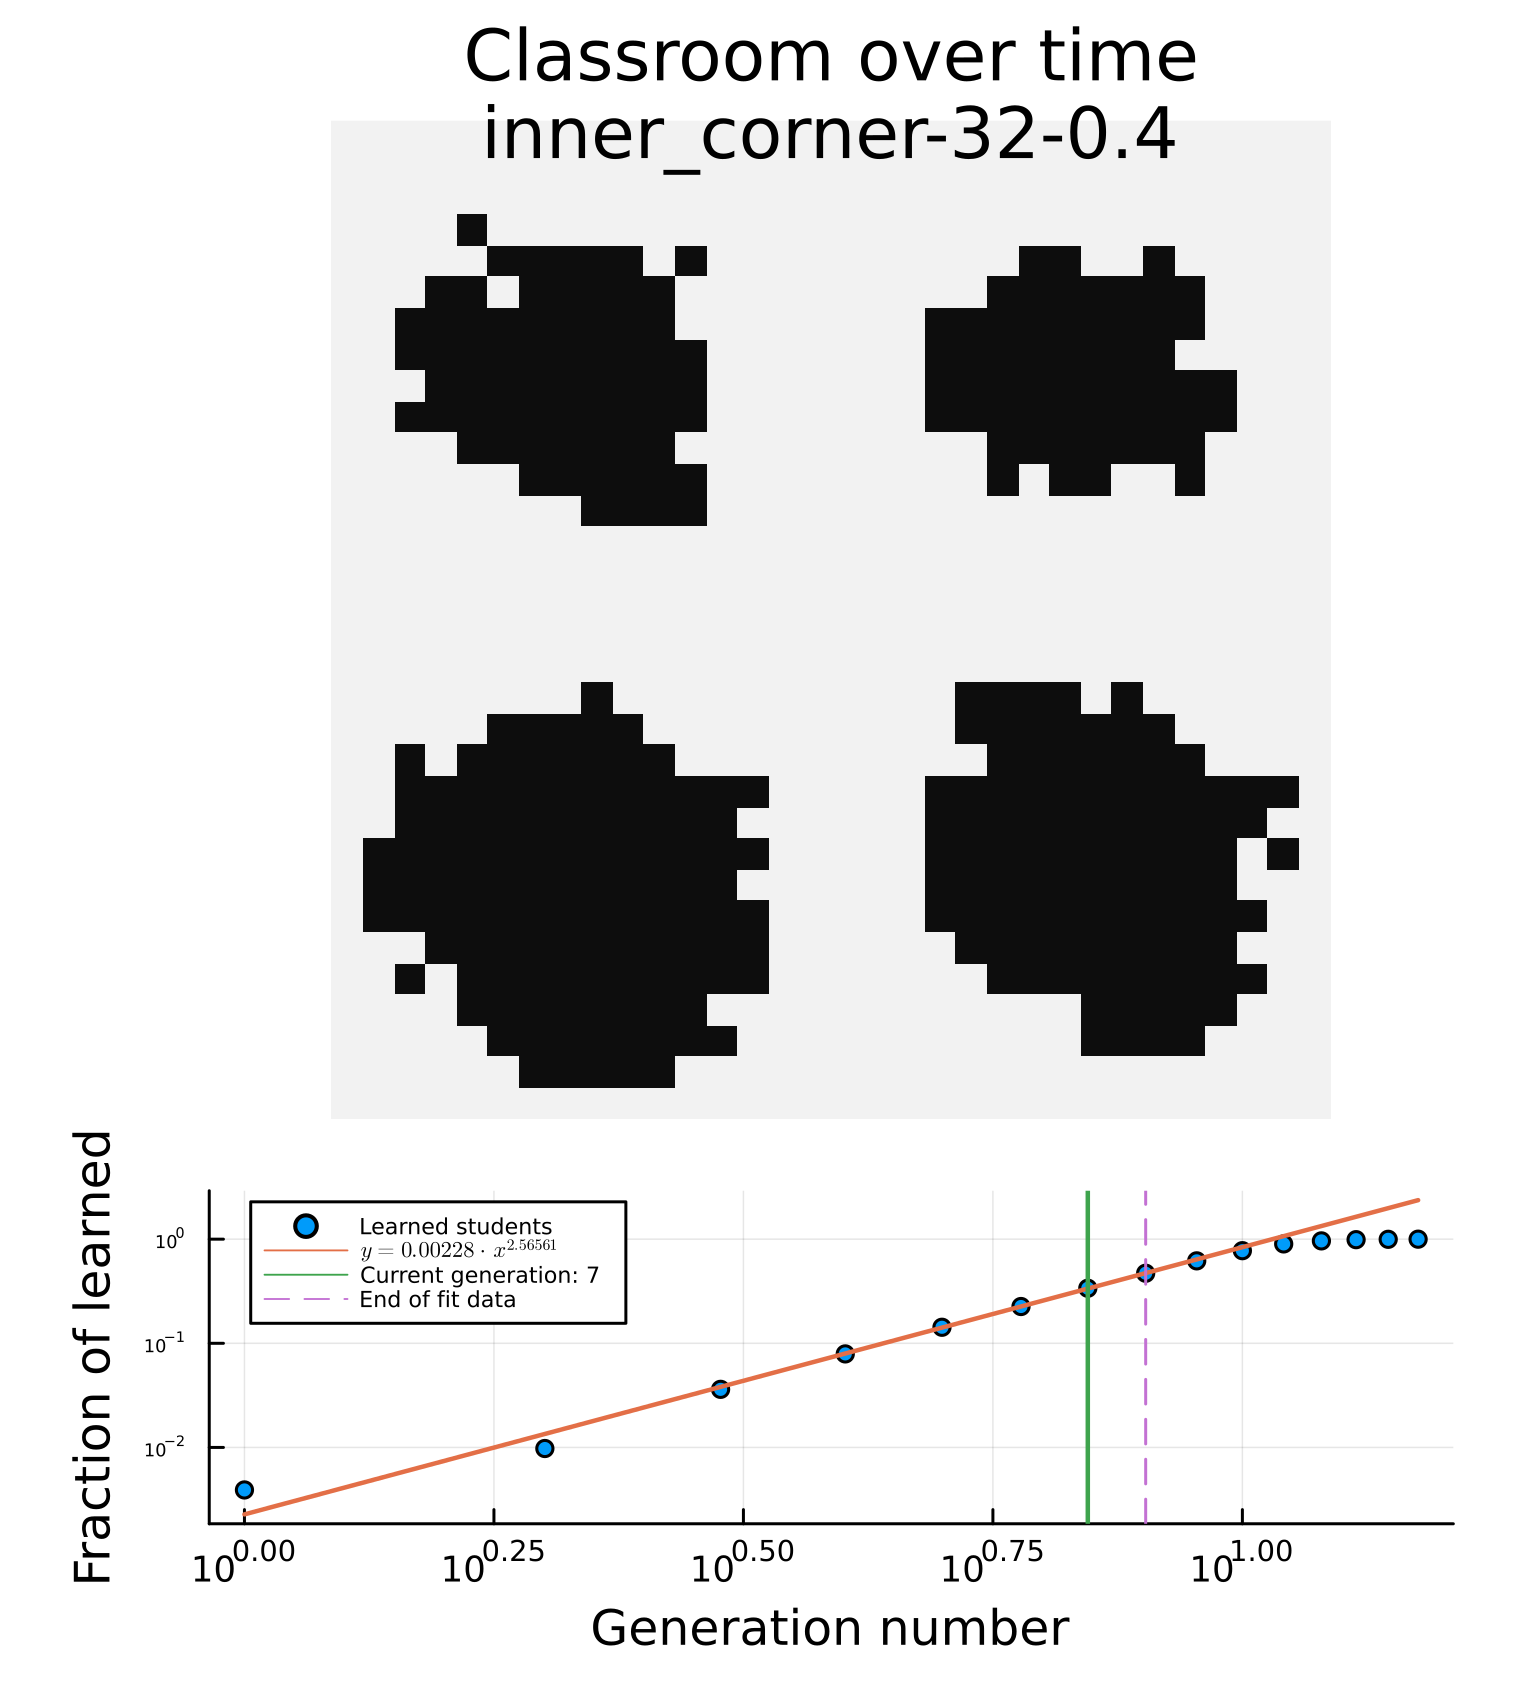 Classroom over time
inner_corner-32-0.4
Fraction of learned
10⁰
10⁻¹
10⁻²
Learned students
y = 0.00228 · x^2.56561
Current generation: 7
End of fit data
10^0.00
10^0.25
10^0.50
10^0.75
10^1.00
Generation number